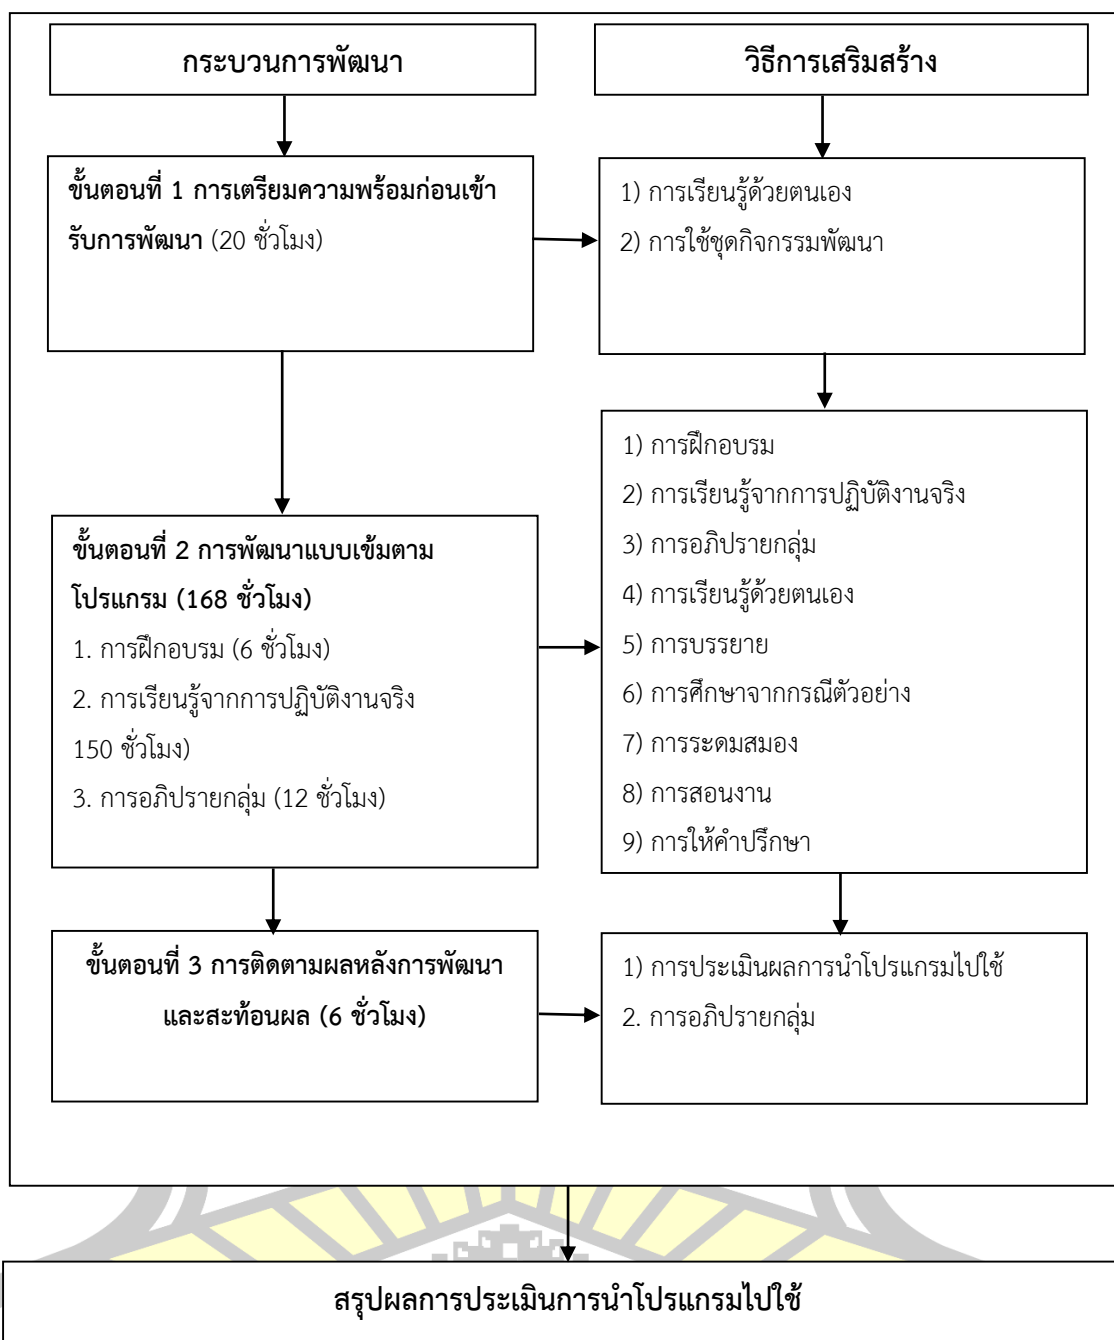 กระบวนการพัฒนา
วิธีการเสริมสร้าง
ขั้นตอนที่ 1 การเตรียมความพร้อมก่อนเข้า
รับการพัฒนา (20 ชั่วโมง)
1) การเรียนรู้ด้วยตนเอง
2) การใช้ชุดกิจกรรมพัฒนา
ขั้นตอนที่ 2 การพัฒนาแบบเข้มตาม
โปรแกรม (168 ชั่วโมง)
1. การฝึกอบรม (6 ชั่วโมง)
2. การเรียนรู้จากการปฏิบัติงานจริง
150 ชั่วโมง)
3. การอภิปรายกลุ่ม (12 ชั่วโมง)
1) การฝึกอบรม
2) การเรียนรู้จากการปฏิบัติงานจริง
3) การอภิปรายกลุ่ม
4) การเรียนรู้ด้วยตนเอง
5) การบรรยาย
6) การศึกษาจากกรณีตัวอย่าง
7) การระดมสมอง
8) การสอนงาน
9) การให้คำปรึกษา
ขั้นตอนที่ 3 การติดตามผลหลังการพัฒนา
และสะท้อนผล (6 ชั่วโมง)
1) การประเมินผลการนำโปรแกรมไปใช้
2. การอภิปรายกลุ่ม
สรุปผลการประเมินการนำโปรแกรมไปใช้